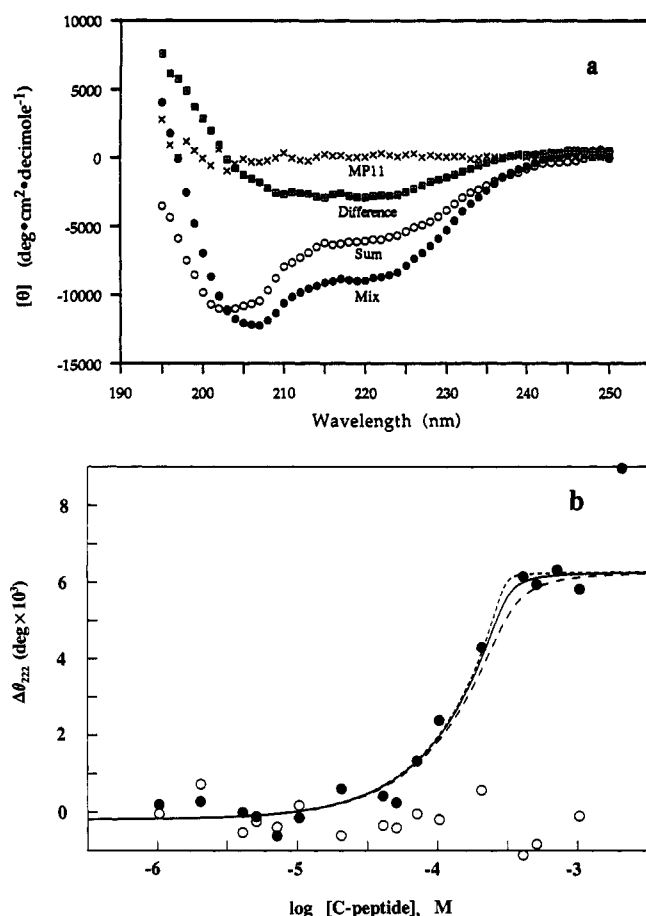 a
[θ] (deg•cm²•decimole⁻¹)
10000
5000
0
-5000
-10000
-15000
MP11
Difference
Sum
Mix
190 200 210 220 230 240 250
Wavelength (nm)
b
Δθ₂₂₂ (deg×10³)
8
6
4
2
0
-6 -5 -4 -3
log [C-peptide], M